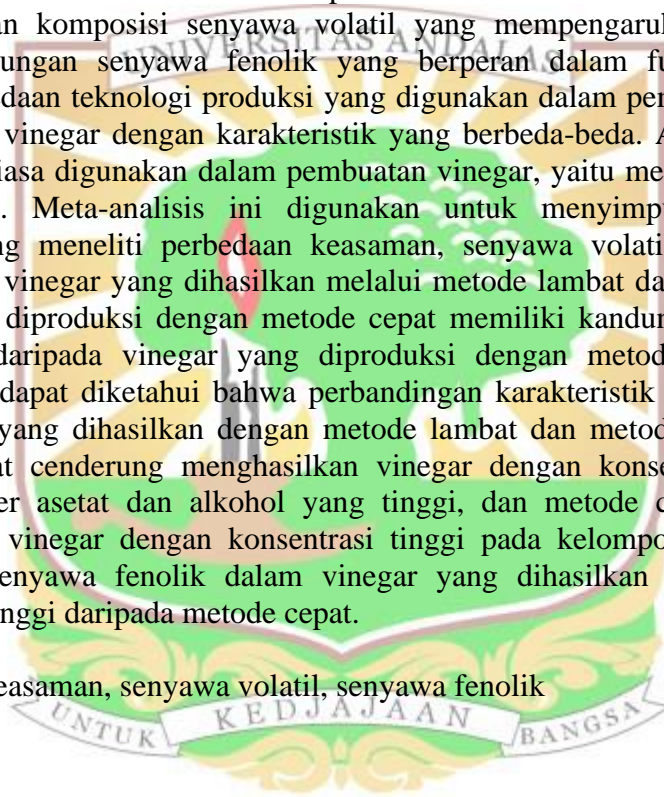 an komposisi senyawa volatil yang mempengaruh
UNIVERSITAS ANDALAS
ungan senyawa fenolik yang berperan dalam fu
edaan teknologi produksi yang digunakan dalam per
vinegar dengan karakteristik yang berbeda-beda. A
iasa digunakan dalam pembuatan vinegar, yaitu me
. Meta-analisis ini digunakan untuk menyimpu
ng meneliti perbedaan keasaman, senyawa volati
vinegar yang dihasilkan melalui metode lambat da
diproduksi dengan metode cepat memiliki kandun
daripada vinegar yang diproduksi dengan metod
dapat diketahui bahwa perbandingan karakteristik
yang dihasilkan dengan metode lambat dan metod
at cenderung menghasilkan vinegar dengan konse
er asetat dan alkohol yang tinggi, dan metode c
vinegar dengan konsentrasi tinggi pada kelompo
senyawa fenolik dalam vinegar yang dihasilkan
nggi daripada metode cepat.
easaman, senyawa volatil, senyawa fenolik
UNTUK KEDJAJAAN BANGSA